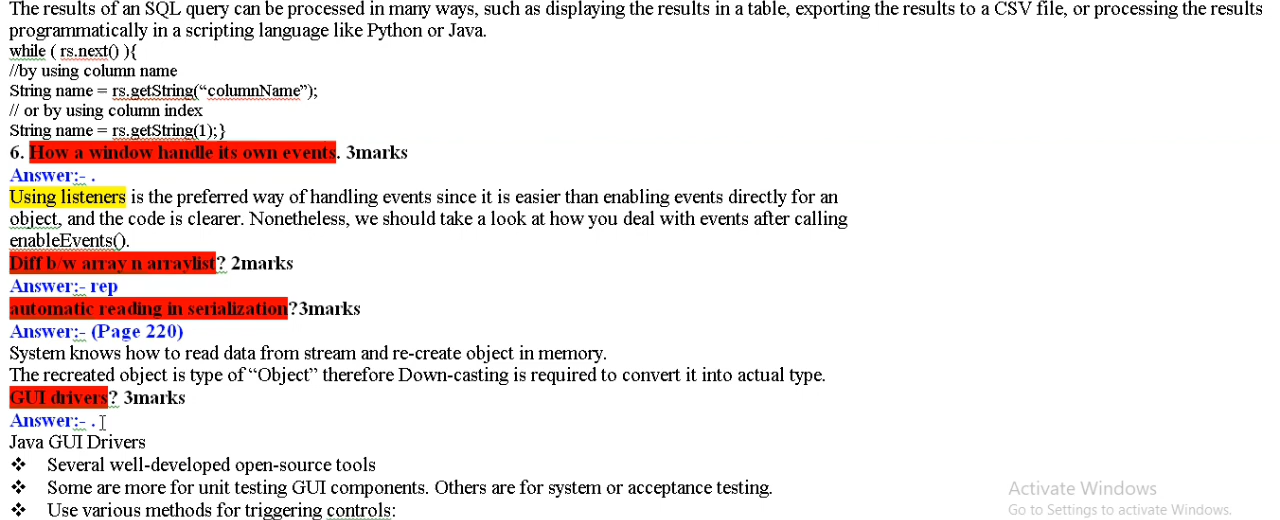 The results of an SQL query can be processed in many ways, such as displaying the results in a table, exporting the results to a CSV file, or processing the results
programmatically in a scripting language like Python or Java.
while ( rs.next() ){
//by using column name
String name = rs.getString(“columnName”);
// or by using column index
String name = rs.getString(1);}
6. How a window handle its own events. 3marks
Answer:- .
Using listeners is the preferred way of handling events since it is easier than enabling events directly for an
object, and the code is clearer. Nonetheless, we should take a look at how you deal with events after calling
enableEvents().
Diff b/w array n arraylist? 2marks
Answer:- rep
automatic reading in serialization?3marks
Answer:- (Page 220)
System knows how to read data from stream and re-create object in memory.
The recreated object is type of “Object” therefore Down-casting is required to convert it into actual type.
GUI drivers? 3marks
Answer:- .
Java GUI Drivers
❖ Several well-developed open-source tools
❖ Some are more for unit testing GUI components. Others are for system or acceptance testing.
❖ Use various methods for triggering controls:
Activate Windows
Go to Settings to activate Windows.